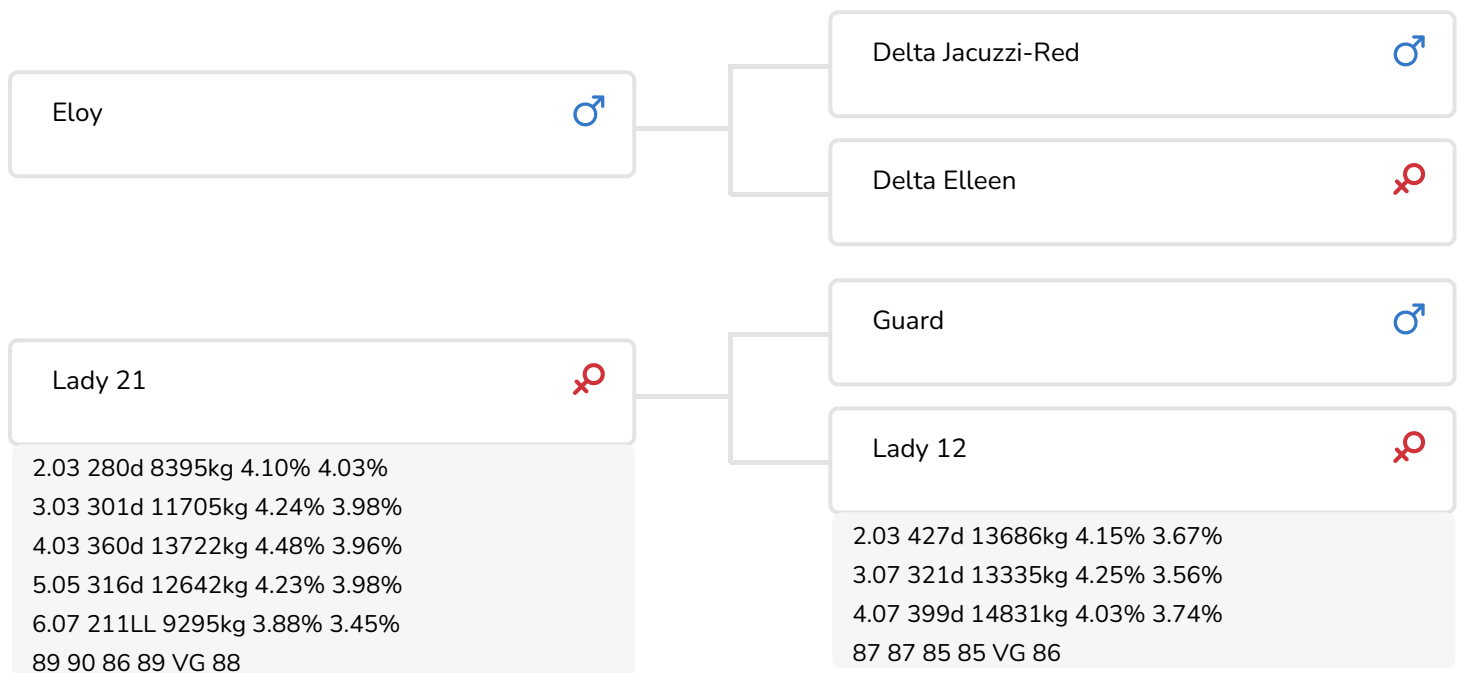 Eloy
Delta Jacuzzi-Red
Delta Elleen
Lady 21
2.03 280d 8395kg 4.10% 4.03%
3.03 301d 11705kg 4.24% 3.98%
4.03 360d 13722kg 4.48% 3.96%
5.05 316d 12642kg 4.23% 3.98%
6.07 211LL 9295kg 3.88% 3.45%
89 90 86 89 VG 88
Guard
Lady 12
2.03 427d 13686kg 4.15% 3.67%
3.07 321d 13335kg 4.25% 3.56%
4.07 399d 14831kg 4.03% 3.74%
87 87 85 85 VG 86